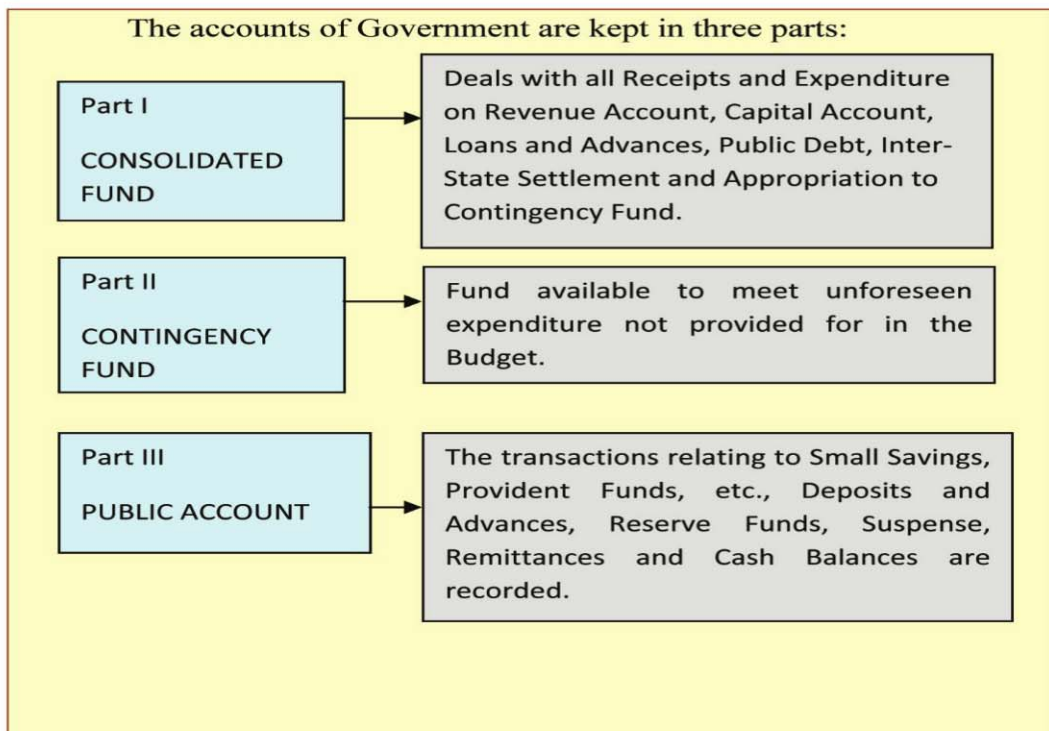 The accounts of Government are kept in three parts:
Part I
CONSOLIDATED
FUND
Deals with all Receipts and Expenditure
on Revenue Account, Capital Account,
Loans and Advances, Public Debt, Inter-
State Settlement and Appropriation to
Contingency Fund.
Part II
CONTINGENCY
FUND
Fund available to meet unforeseen
expenditure not provided for in the
Budget.
Part III
PUBLIC ACCOUNT
The transactions relating to Small Savings,
Provident Funds, etc., Deposits and
Advances, Reserve Funds, Suspense,
Remittances and Cash Balances are
recorded.